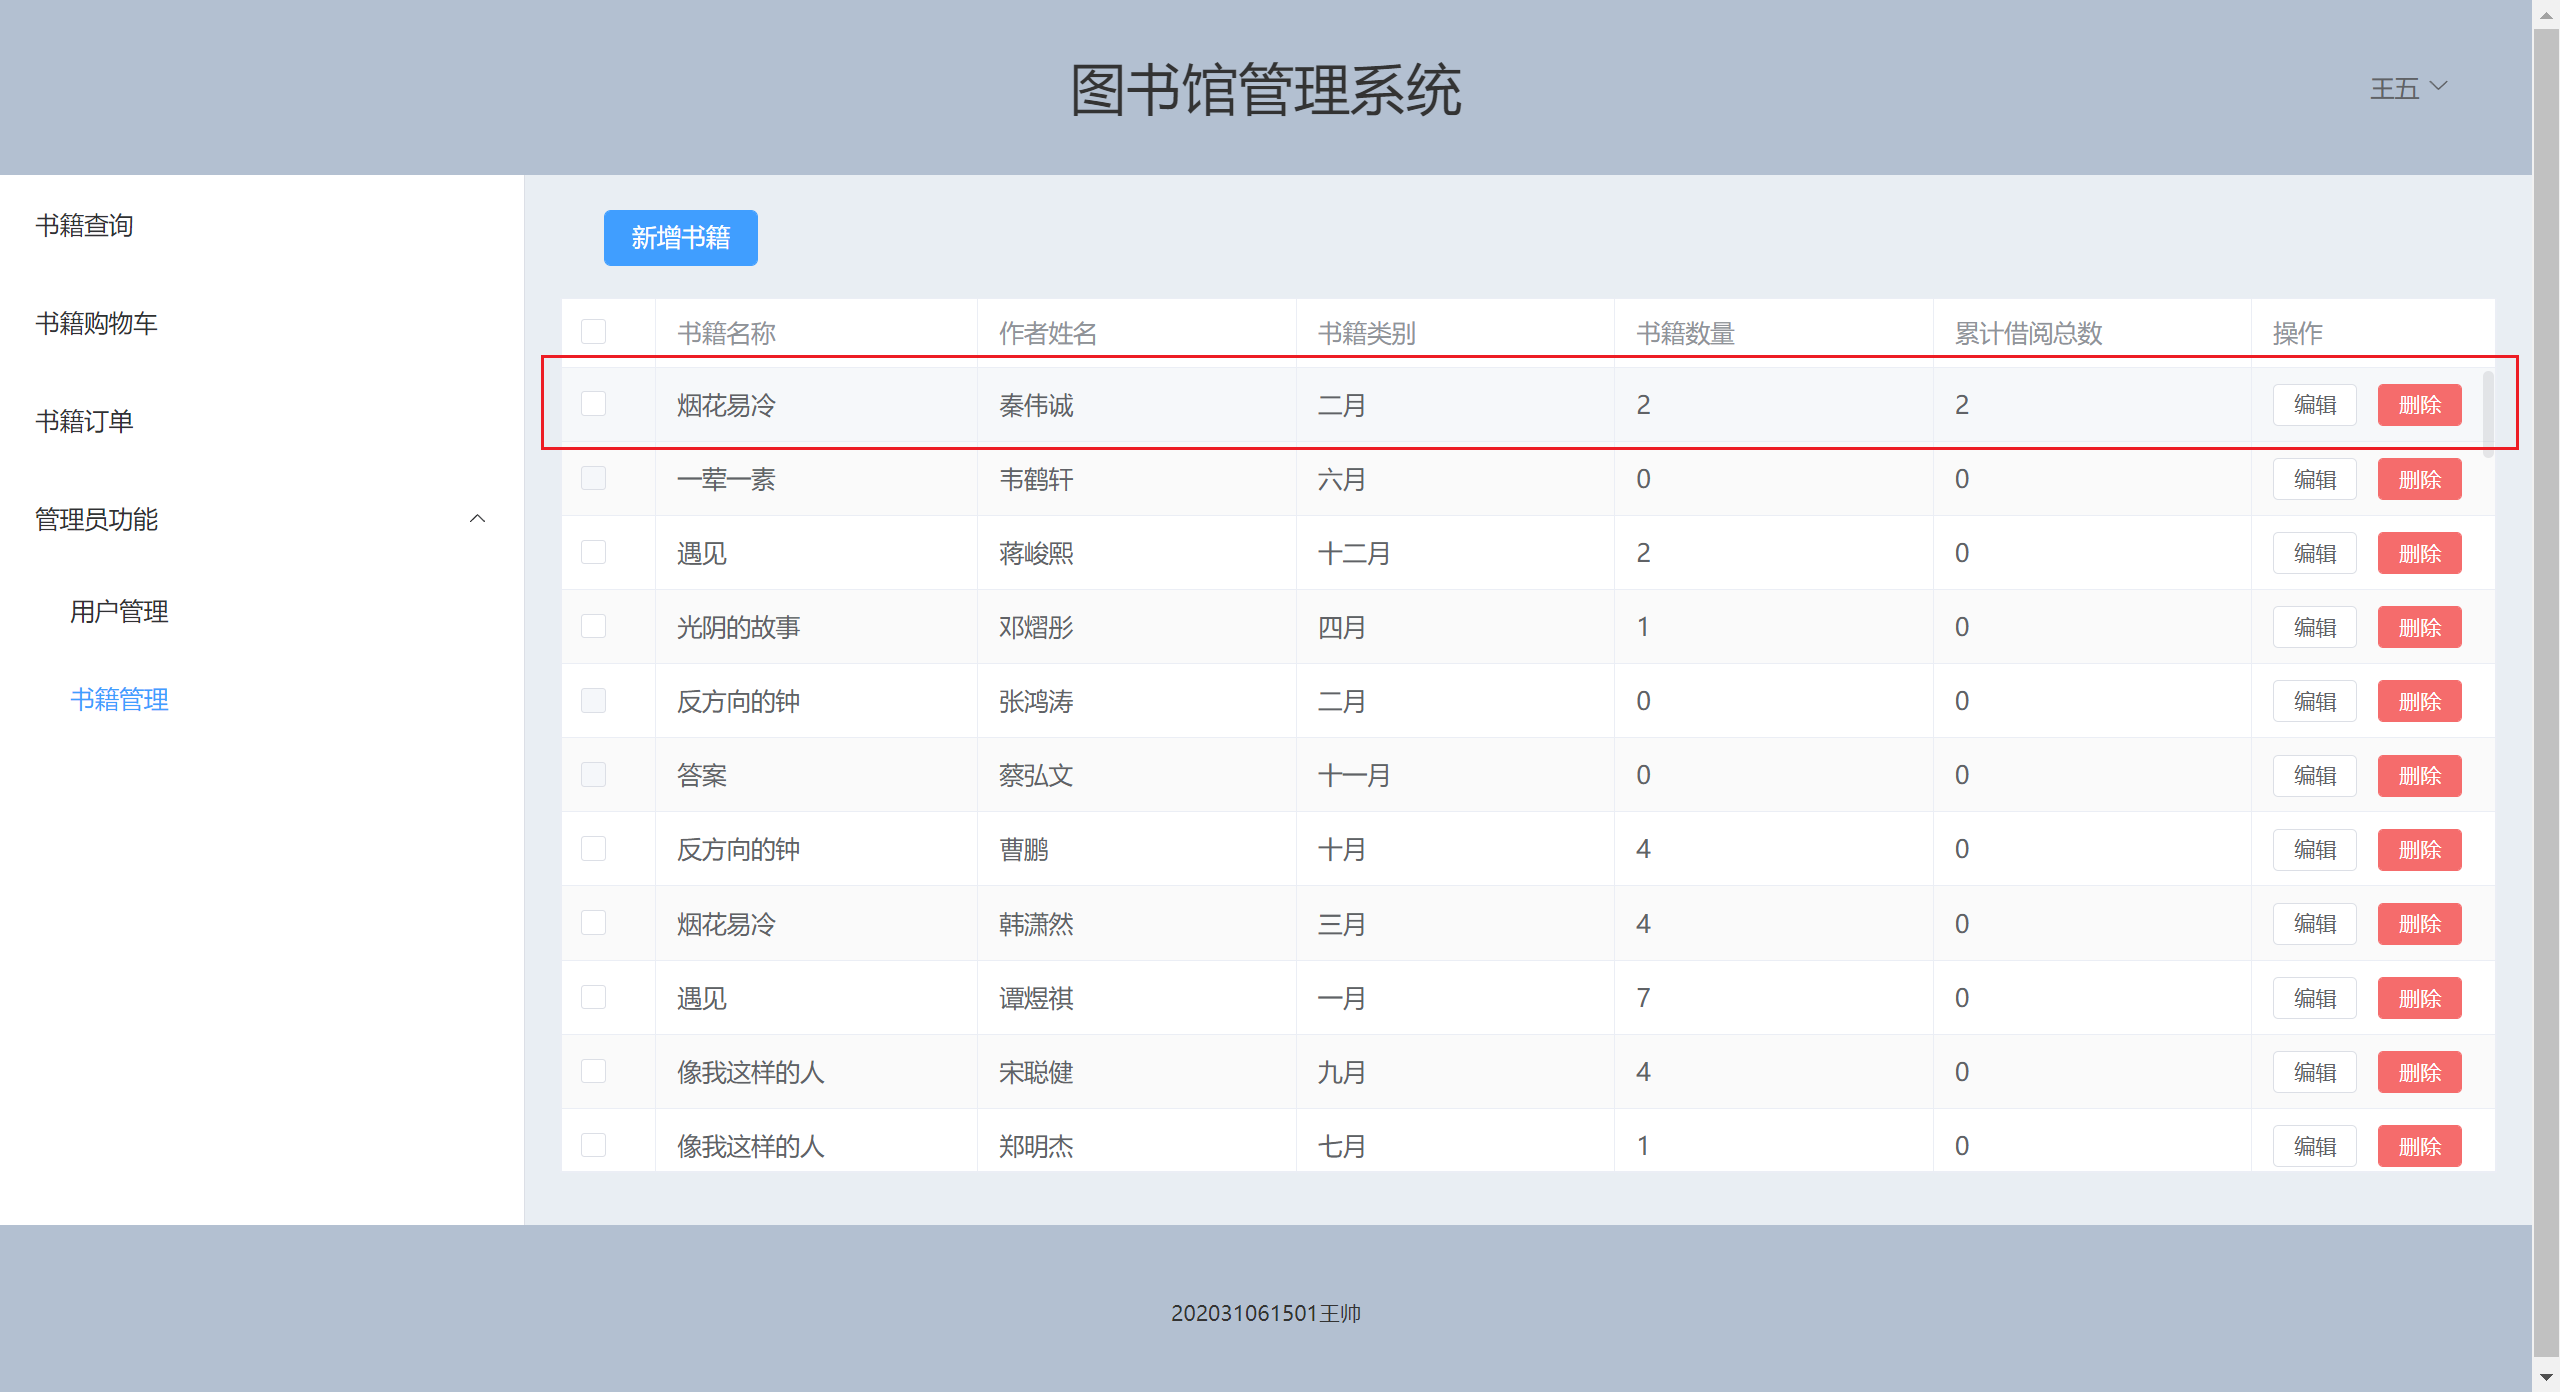 图书馆管理系统
王五
书籍查询
书籍购物车
书籍订单
管理员功能
用户管理
书籍管理
新增书籍
书籍名称 作者姓名 书籍类别 书籍数量 累计借阅总数 操作
烟花易冷 秦伟诚 二月 2 2 编辑 删除
一荤一素 韦鹤轩 六月 0 0 编辑 删除
遇见 蒋峻熙 十二月 2 0 编辑 删除
光阴的故事 邓熠彤 四月 1 0 编辑 删除
反方向的钟 张鸿涛 二月 0 0 编辑 删除
答案 蔡弘文 十一月 0 0 编辑 删除
反方向的钟 曹鹏 十月 4 0 编辑 删除
烟花易冷 韩潇然 三月 4 0 编辑 删除
遇见 谭煜祺 一月 7 0 编辑 删除
像我这样的人 宋聪健 九月 4 0 编辑 删除
像我这样的人 郑明杰 七月 1 0 编辑 删除
202031061501王帅